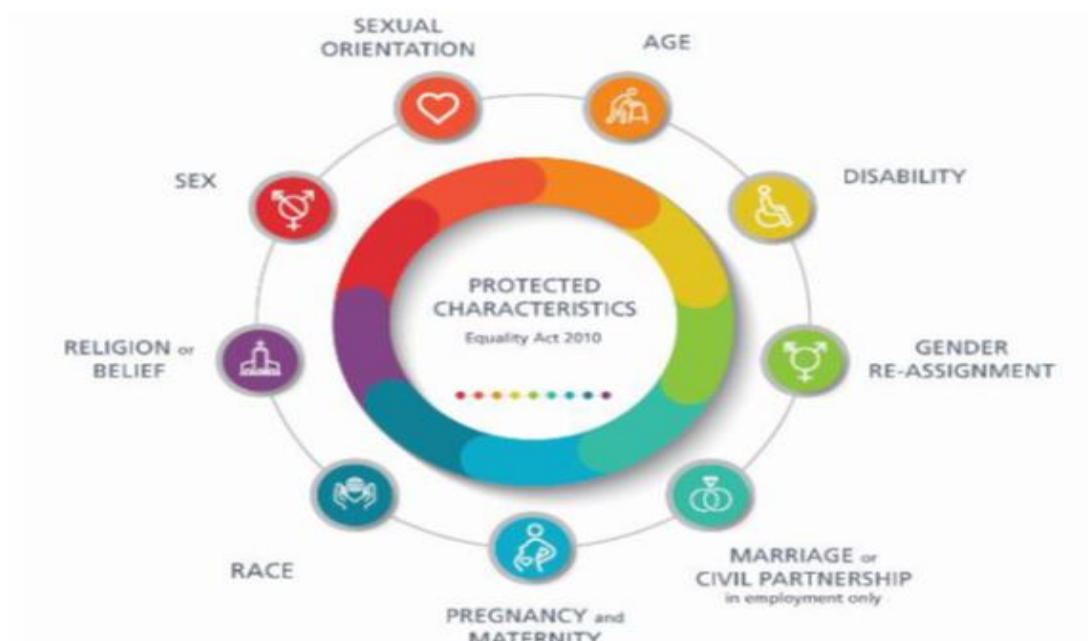 SEXUAL
ORIENTATION
AGE
DISABILITY
GENDER
RE-ASSIGNMENT
MARRIAGE or
CIVIL PARTNERSHIP
in employment only
PREGNANCY and
MATERNITY
RACE
RELIGION or
BELIEF
SEX
PROTECTED
CHARACTERISTICS
Equality Act 2010